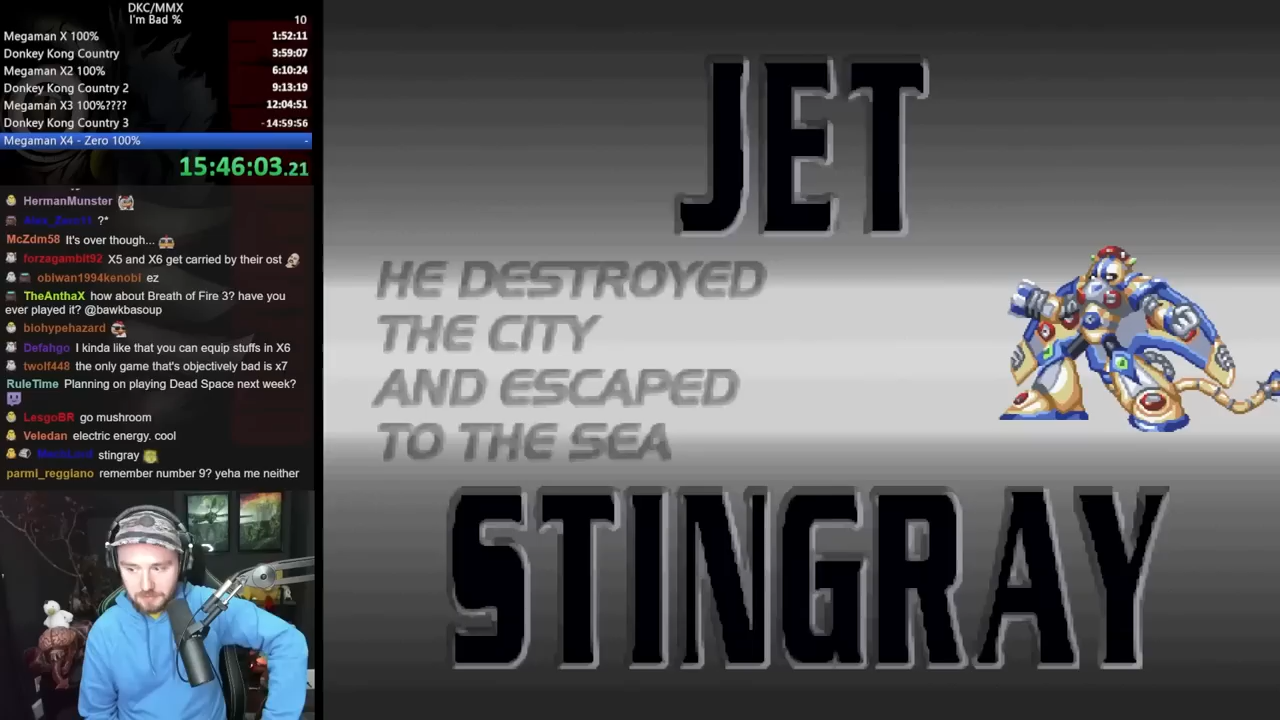 DKC/MMX
I'm Bad %
10
Megaman X 100% 1:52:11
Donkey Kong Country 3:59:07
Megaman X2 100% 6:10:24
Donkey Kong Country 2 9:13:19
Megaman X3 100%???? 12:04:51
Donkey Kong Country 3 - 14:59:56
Megaman X4 - Zero 100% -
15:46:03.21
HermanMunster
?*
McZdm58 It's over though...
forzagambit92 X5 and X6 get carried by their ost
obiwan1994kenobi ez
TheAnthaX how about Breath of Fire 3? have you
ever played it? @bawkbasoup
biohypehazard
Defahgo I kinda like that you can equip stuffs in X6
twolf448 the only game that's objectively bad is x7
RuleTime Planning on playing Dead Space next week?
LesgoBR go mushroom
Veledan electric energy. cool
stingray
parmi_reggiano remember number 9? yeha me neither
JET
HE DESTROYED
THE CITY
AND ESCAPED
TO THE SEA
STINGRAY